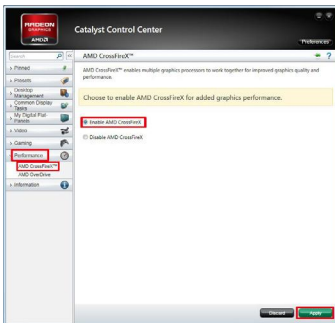 RADEON
GRAPHICS
AMD
Catalyst Control Center
Preferences
Search
AMD CrossFireX™
?
Pinned
Presets
Desktop
Management
Common Display
Tasks
My Digital Flat-
Panels
Video
Gaming
Performance
AMD CrossFireX™
AMD OverDrive
Information
AMD CrossFireX™ enables multiple graphics processors to work together for improved graphics quality and
performance.
Choose to enable AMD CrossFireX for added graphics performance.
Enable AMD CrossFireX
Disable AMD CrossFireX
Discard
Apply